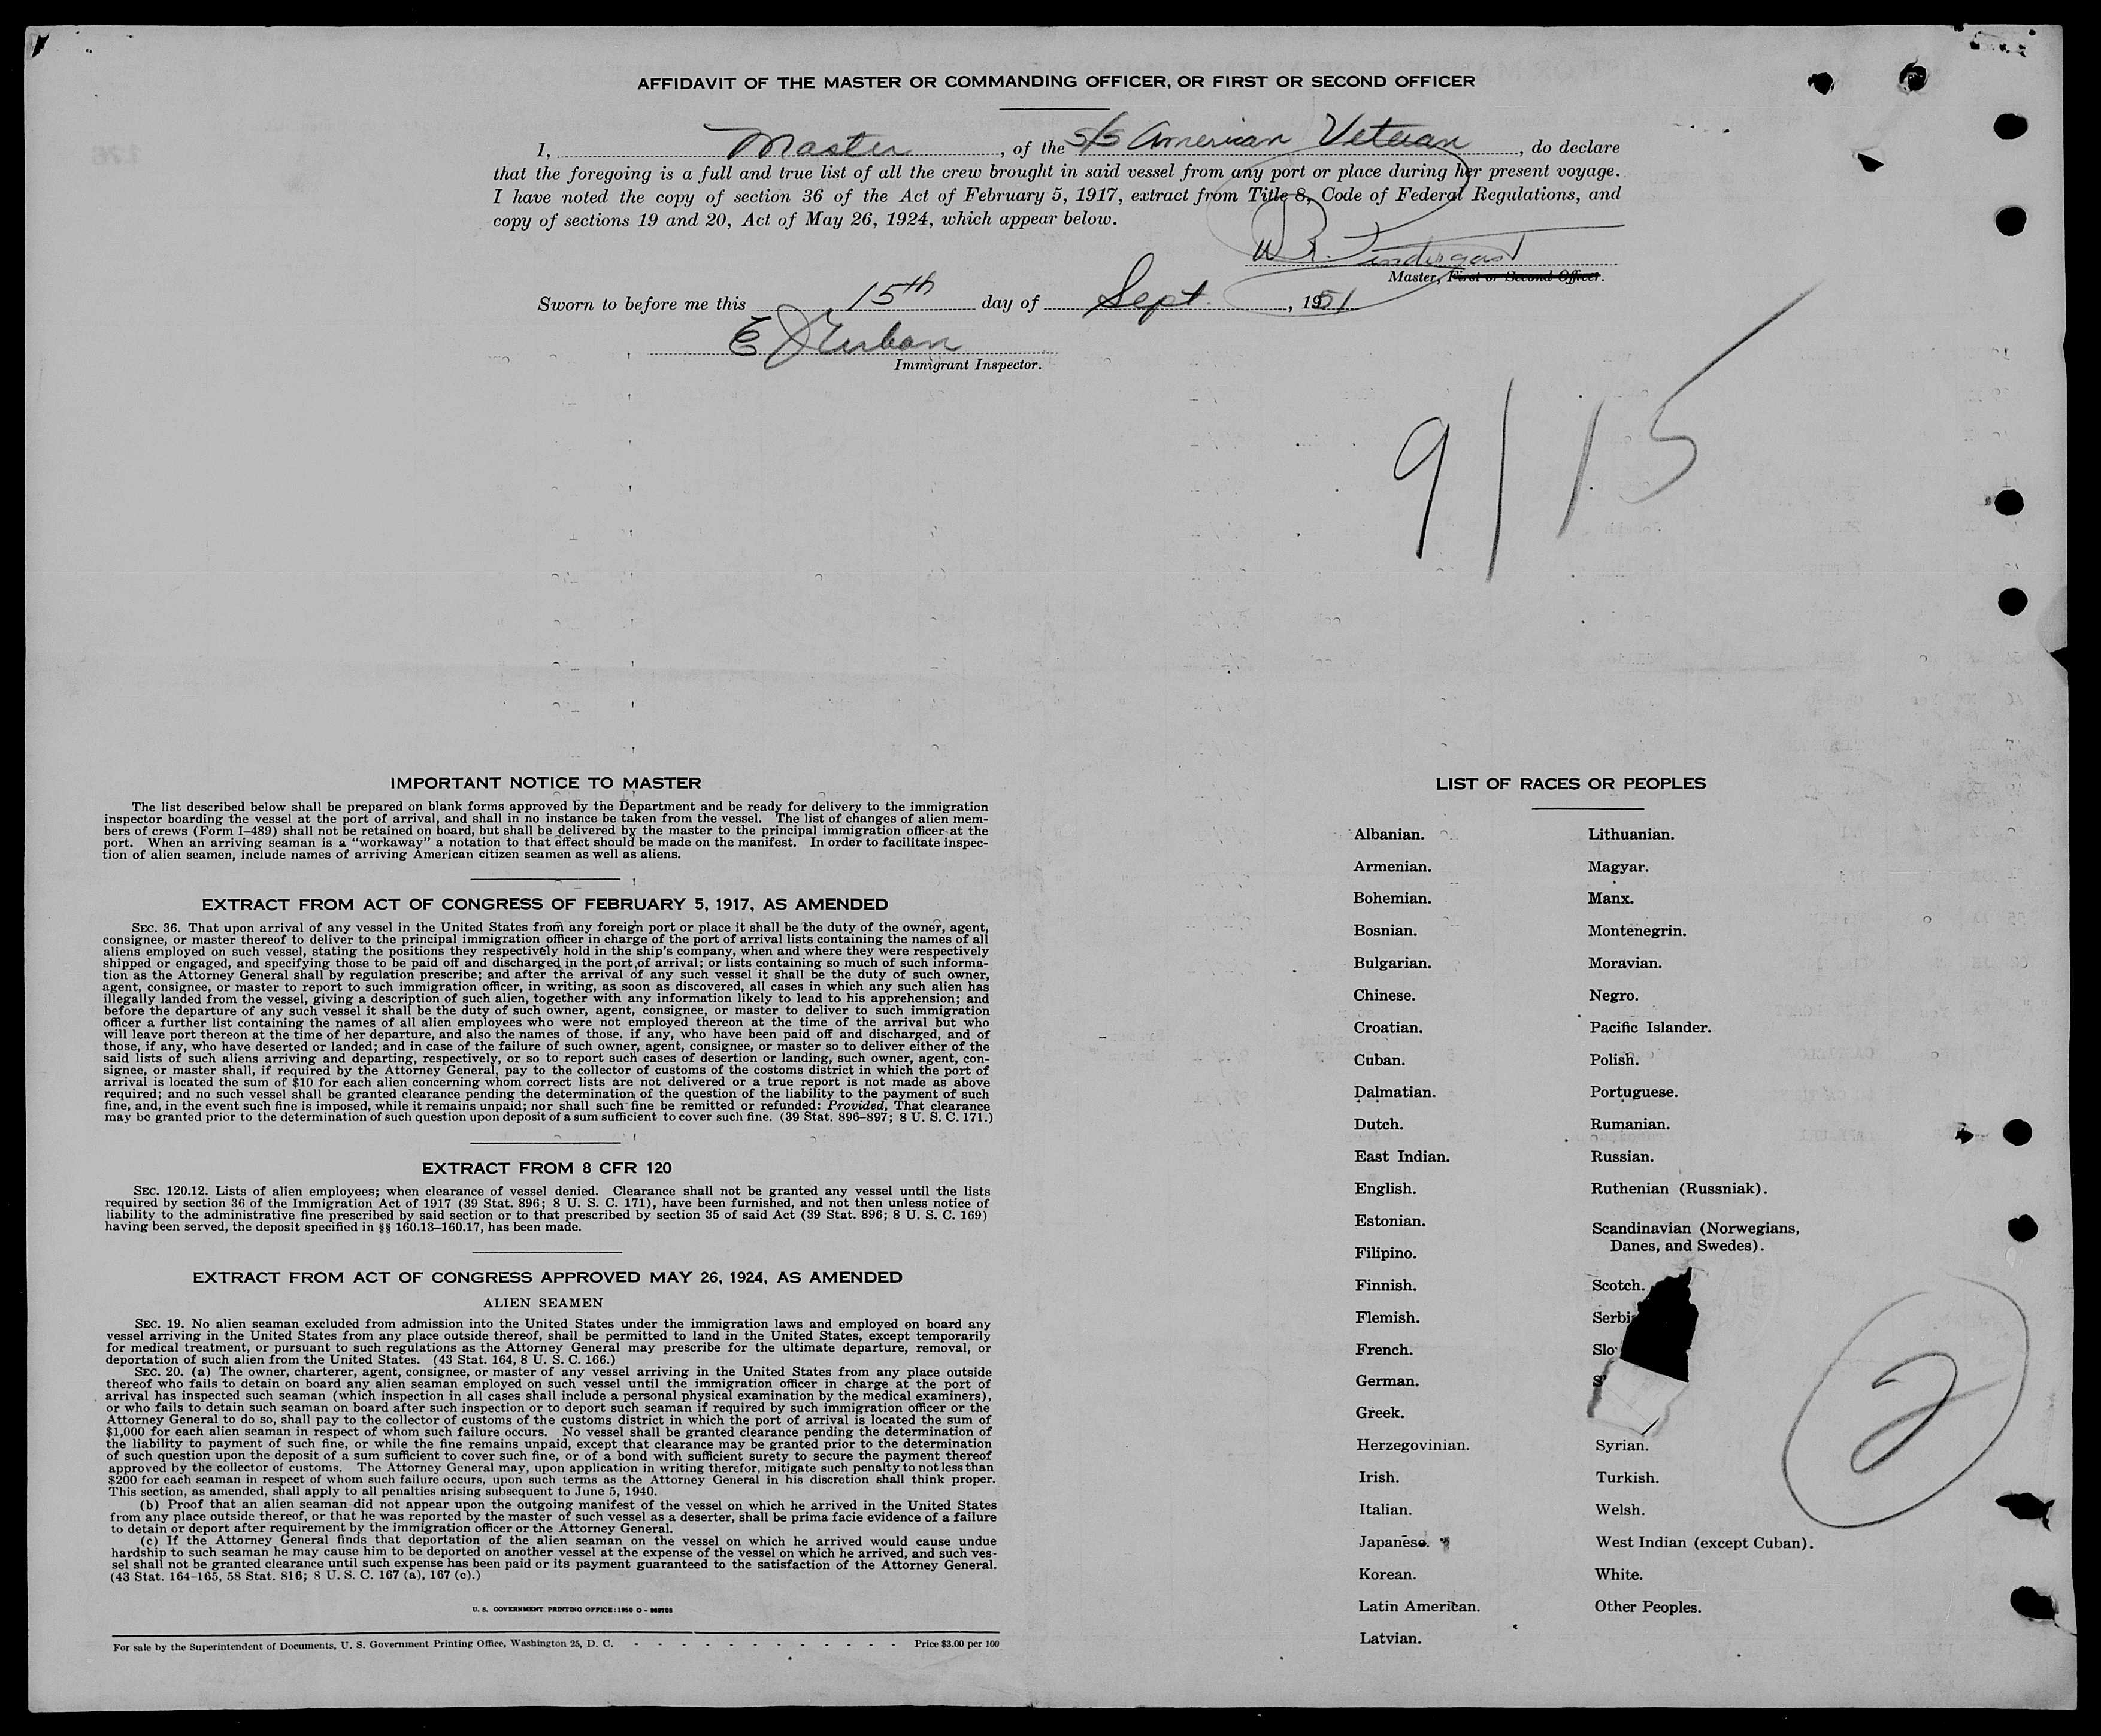 AFFIDAVIT OF THE MASTER OR COMMANDING OFFICER, OR FIRST OR SECOND OFFICER
I, Master, of the S/S American Veteran, do declare
that the foregoing is a full and true list of all the crew brought in said vessel from any port or place during her present voyage.
I have noted the copy of section 36 of the Act of February 5, 1917, extract from Title 8, Code of Federal Regulations, and
copy of sections 19 and 20, Act of May 26, 1924, which appear below.
W R. Pendergast
Master, First or Second Officer.
Sworn to before me this 15th day of Sept., 1951
E J Kurban
Immigrant Inspector.
9/15
IMPORTANT NOTICE TO MASTER
The list described below shall be prepared on blank forms approved by the Department and be ready for delivery to the immigration
inspector boarding the vessel at the port of arrival, and shall in no instance be taken from the vessel. The list of changes of alien mem-
bers of crews (Form I–489) shall not be retained on board, but shall be delivered by the master to the principal immigration officer at the
port. When an arriving seaman is a “workaway” a notation to that effect should be made on the manifest. In order to facilitate inspec-
tion of alien seamen, include names of arriving American citizen seamen as well as aliens.
EXTRACT FROM ACT OF CONGRESS OF FEBRUARY 5, 1917, AS AMENDED
SEC. 36. That upon arrival of any vessel in the United States from any foreign port or place it shall be the duty of the owner, agent,
consignee, or master thereof to deliver to the principal immigration officer in charge of the port of arrival lists containing the names of all
aliens employed on such vessel, stating the positions they respectively hold in the ship's company, when and where they were respectively
shipped or engaged, and specifying those to be paid off and discharged in the port of arrival; or lists containing so much of such informa-
tion as the Attorney General shall by regulation prescribe; and after the arrival of any such vessel it shall be the duty of such owner,
agent, consignee, or master to report to such immigration officer, in writing, as soon as discovered, all cases in which any such alien has
illegally landed from the vessel, giving a description of such alien, together with any information likely to lead to his apprehension; and
before the departure of any such vessel it shall be the duty of such owner, agent, consignee, or master to deliver to such immigration
officer a further list containing the names of all alien employees who were not employed thereon at the time of the arrival but who
will leave port thereon at the time of her departure, and also the names of those, if any, who have been paid off and discharged, and of
those, if any, who have deserted or landed; and in case of the failure of such owner, agent, consignee, or master so to deliver either of the
said lists of such aliens arriving and departing, respectively, or so to report such cases of desertion or landing, such owner, agent, con-
signee, or master shall, if required by the Attorney General, pay to the collector of customs of the customs district in which the port of
arrival is located the sum of $10 for each alien concerning whom correct lists are not delivered or a true report is not made as above
required; and no such vessel shall be granted clearance pending the determination of the question of the liability to the payment of such
fine, and, in the event such fine is imposed, while it remains unpaid; nor shall such fine be remitted or refunded: Provided, That clearance
may be granted prior to the determination of such question upon deposit of a sum sufficient to cover such fine. (39 Stat. 896–897; 8 U. S. C. 171.)
EXTRACT FROM 8 CFR 120
SEC. 120.12. Lists of alien employees; when clearance of vessel denied. Clearance shall not be granted any vessel until the lists
required by section 36 of the Immigration Act of 1917 (39 Stat. 896; 8 U. S. C. 171), have been furnished, and not then unless notice of
liability to the administrative fine prescribed by said section or to that prescribed by section 35 of said Act (39 Stat. 896; 8 U. S. C. 169)
having been served, the deposit specified in §§ 160.13–160.17, has been made.
EXTRACT FROM ACT OF CONGRESS APPROVED MAY 26, 1924, AS AMENDED
ALIEN SEAMEN
SEC. 19. No alien seaman excluded from admission into the United States under the immigration laws and employed on board any
vessel arriving in the United States from any place outside thereof, shall be permitted to land in the United States, except temporarily
for medical treatment, or pursuant to such regulations as the Attorney General may prescribe for the ultimate departure, removal, or
deportation of such alien from the United States. (43 Stat. 164, 8 U. S. C. 166.)
SEC. 20. (a) The owner, charterer, agent, consignee, or master of any vessel arriving in the United States from any place outside
thereof who fails to detain on board any alien seaman employed on such vessel until the immigration officer in charge at the port of
arrival has inspected such seaman (which inspection in all cases shall include a personal physical examination by the medical examiners),
or who fails to detain such seaman on board after such inspection or to deport such seaman if required by such immigration officer or the
Attorney General to do so, shall pay to the collector of customs of the customs district in which the port of arrival is located the sum of
$1,000 for each alien seaman in respect of whom such failure occurs. No vessel shall be granted clearance pending the determination of
the liability to payment of such fine, or while the fine remains unpaid, except that clearance may be granted prior to the determination
of such question upon the deposit of a sum sufficient to cover such fine, or of a bond with sufficient surety to secure the payment thereof
approved by the collector of customs. The Attorney General may, upon application in writing therefor, mitigate such penalty to not less than
$200 for each seaman in respect of whom such failure occurs, upon such terms as the Attorney General in his discretion shall think proper.
This section, as amended, shall apply to all penalties arising subsequent to June 5, 1940.
(b) Proof that an alien seaman did not appear upon the outgoing manifest of the vessel on which he arrived in the United States
from any place outside thereof, or that he was reported by the master of such vessel as a deserter, shall be prima facie evidence of a failure
to detain or deport after requirement by the immigration officer or the Attorney General.
(c) If the Attorney General finds that deportation of the alien seaman on the vessel on which he arrived would cause undue
hardship to such seaman he may cause him to be deported on another vessel at the expense of the vessel on which he arrived, and such ves-
sel shall not be granted clearance until such expense has been paid or its payment guaranteed to the satisfaction of the Attorney General.
(43 Stat. 164–165, 58 Stat. 816; 8 U. S. C. 167 (a), 167 (c).)
U. S. GOVERNMENT PRINTING OFFICE: 1950 O -
For sale by the Superintendent of Documents, U. S. Government Printing Office, Washington 25, D. C. - - - - - - - - - - - - Price $3.00 per 100
LIST OF RACES OR PEOPLES
Albanian.
Armenian.
Bohemian.
Bosnian.
Bulgarian.
Chinese.
Croatian.
Cuban.
Dalmatian.
Dutch.
East Indian.
English.
Estonian.
Filipino.
Finnish.
Flemish.
French.
German.
Greek.
Herzegovinian.
Irish.
Italian.
Japanese.
Korean.
Latin American.
Latvian.
Lithuanian.
Magyar.
Manx.
Montenegrin.
Moravian.
Negro.
Pacific Islander.
Polish.
Portuguese.
Rumanian.
Russian.
Ruthenian (Russniak).
Scandinavian (Norwegians,
Danes, and Swedes).
Scotch.
Serbi
Slo
S
Syrian.
Turkish.
Welsh.
West Indian (except Cuban).
White.
Other Peoples.
2